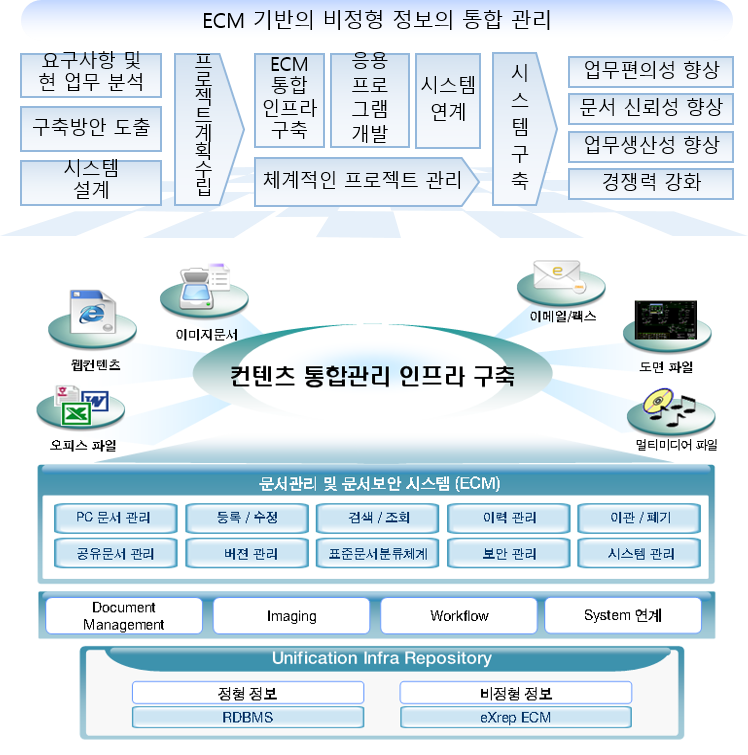 ECM 기반의 비정형 정보의 통합 관리
요구사항 및
현 업무 분석
구축방안 도출
시스템
설계
프로젝트계획수립
ECM
통합
인프라
구축
응용
프로
그램
개발
시스템
연계
체계적인 프로젝트 관리
시스템구축
업무편의성 향상
문서 신뢰성 향상
업무생산성 향상
경쟁력 강화
이미지문서
이메일/팩스
웹컨텐츠
도면 파일
컨텐츠 통합관리 인프라 구축
오피스 파일
멀티미디어 파일
문서관리 및 문서보안 시스템 (ECM)
PC 문서 관리
등록 / 수정
검색 / 조회
이력 관리
이관 / 폐기
공유문서 관리
버젼 관리
표준문서분류체계
보안 관리
시스템 관리
Document
Management
Imaging
Workflow
System 연계
Unification Infra Repository
정형 정보
비정형 정보
RDBMS
eXrep ECM